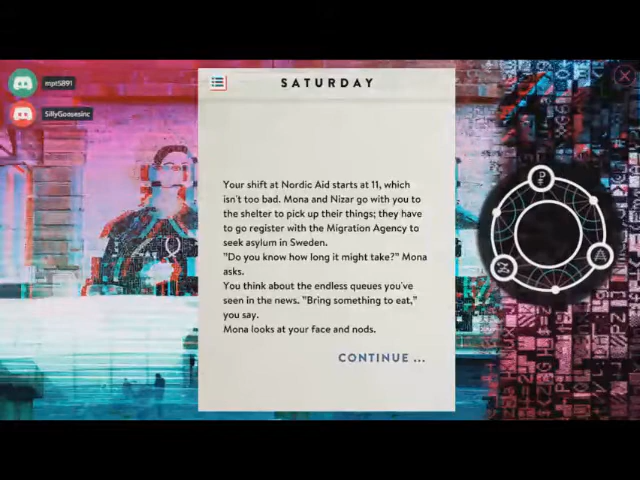 mpt5891
SillyGoosesinc
SATURDAY
Your shift at Nordic Aid starts at 11, which
isn't too bad. Mona and Nizar go with you to
the shelter to pick up their things; they have
to go register with the Migration Agency to
seek asylum in Sweden.
"Do you know how long it might take?" Mona
asks.
You think about the endless queues you've
seen in the news. "Bring something to eat,"
you say.
Mona looks at your face and nods.
CONTINUE ...